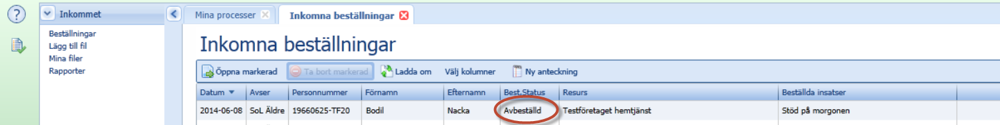 ?
Inkommet
Beställningar
Lägg till fil
Mina filer
Rapporter
Mina processer
Inkomna beställningar
Inkomna beställningar
Öppna markerad Ta bort markerad Ladda om Välj kolumner Ny anteckning
Datum Avser Personnummer Förnamn Efternamn Best.Status Resurs Beställda insatser
2014-06-08 SoL Äldre 19660625-TF20 Bodil Nacka Avbeställd Testföretaget hemtjänst Stöd på morgonen